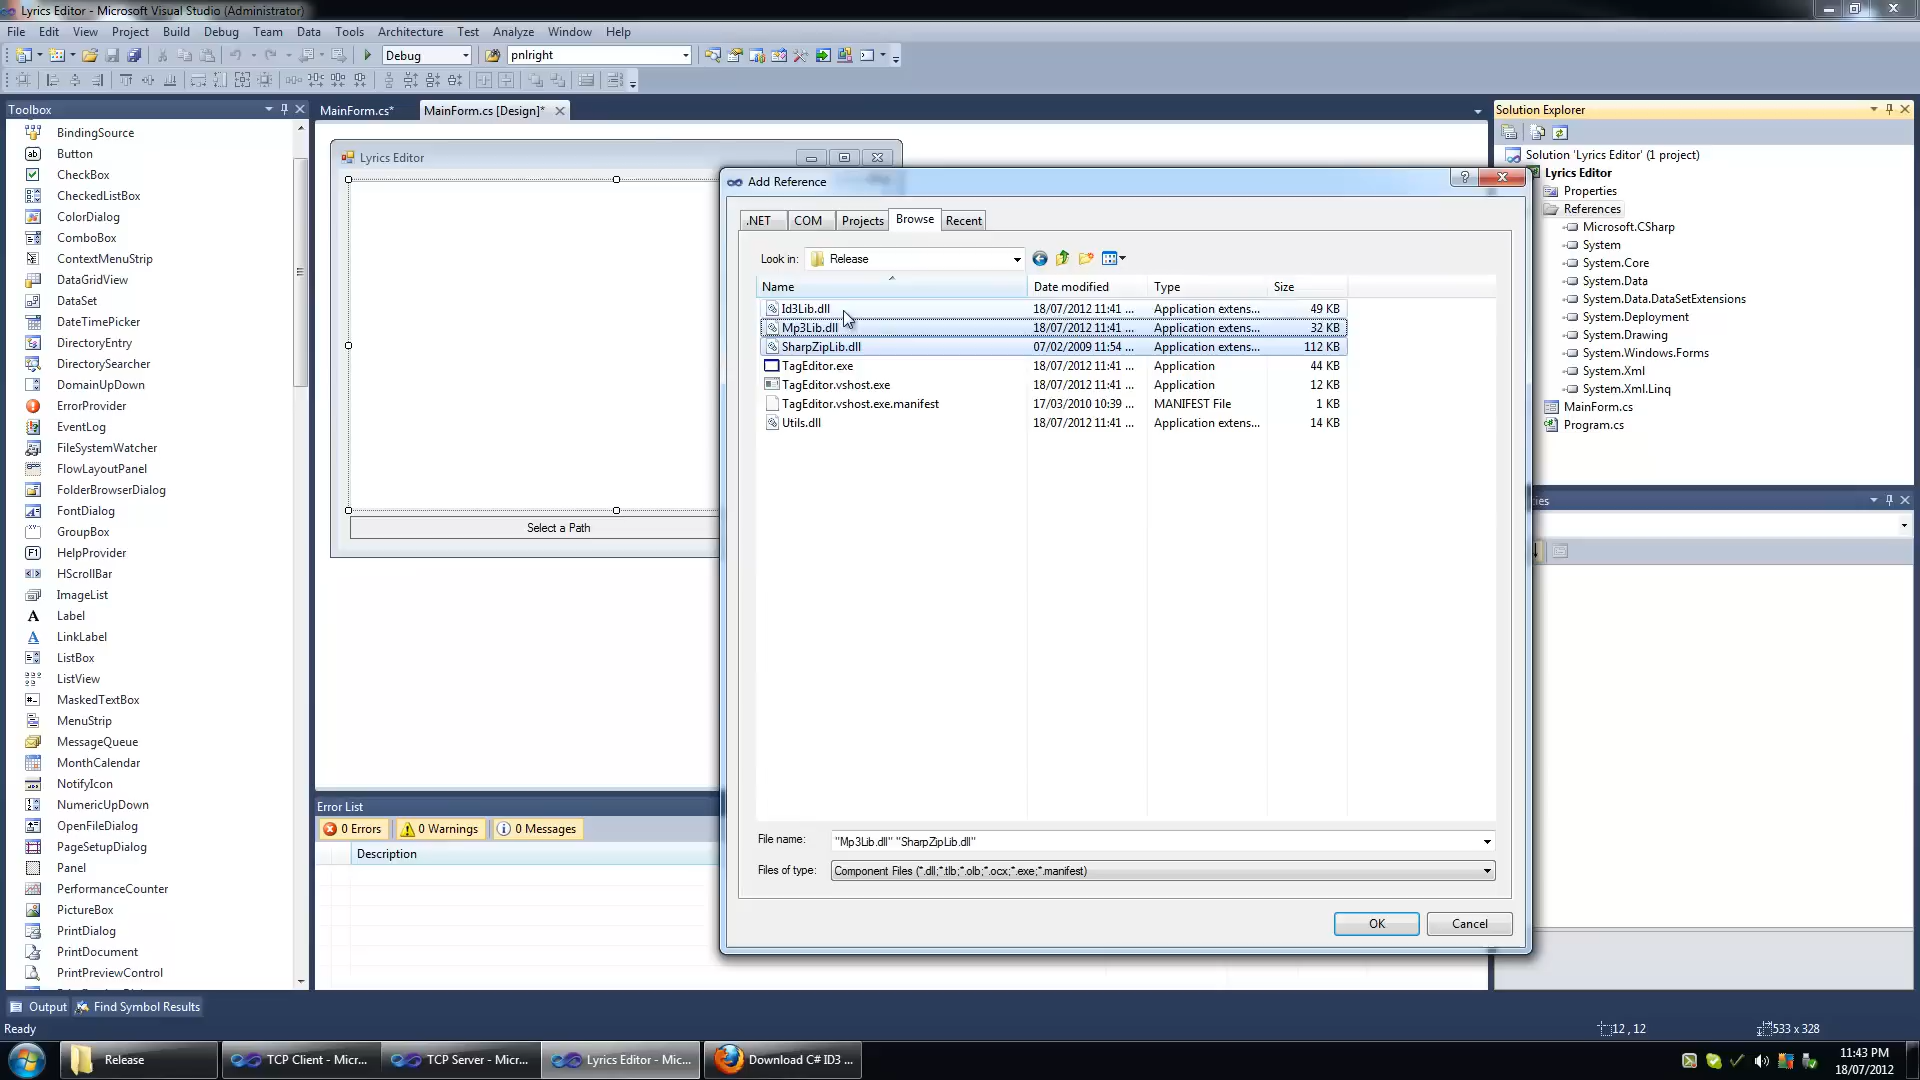 Lyrics Editor - Microsoft Visual Studio (Administrator)
File Edit View Project Build Debug Team Data Tools Architecture Test Analyze Window Help
Debug pnlright
Toolbox
BindingSource
Button
CheckBox
CheckedListBox
ColorDialog
ComboBox
ContextMenuStrip
DataGridView
DataSet
DateTimePicker
DirectoryEntry
DirectorySearcher
DomainUpDown
ErrorProvider
EventLog
FileSystemWatcher
FlowLayoutPanel
FolderBrowserDialog
FontDialog
GroupBox
HelpProvider
HScrollBar
ImageList
Label
LinkLabel
ListBox
ListView
MaskedTextBox
MenuStrip
MessageQueue
MonthCalendar
NotifyIcon
NumericUpDown
OpenFileDialog
PageSetupDialog
Panel
PerformanceCounter
PictureBox
PrintDialog
PrintDocument
PrintPreviewControl
MainForm.cs* MainForm.cs [Design]*
Lyrics Editor
Select a Path
Error List
0 Errors 0 Warnings 0 Messages
Description
Add Reference
.NET COM Projects Browse Recent
Look in: Release
Name Date modified Type Size
Id3Lib.dll 18/07/2012 11:41 ... Application extens... 49 KB
Mp3Lib.dll 18/07/2012 11:41 ... Application extens... 32 KB
SharpZipLib.dll 07/02/2009 11:54 ... Application extens... 112 KB
TagEditor.exe 18/07/2012 11:41 ... Application 44 KB
TagEditor.vshost.exe 18/07/2012 11:41 ... Application 12 KB
TagEditor.vshost.exe.manifest 17/03/2010 10:39 ... MANIFEST File 1 KB
Utils.dll 18/07/2012 11:41 ... Application extens... 14 KB
File name: "Mp3Lib.dll" "SharpZipLib.dll"
Files of type: Component Files (*.dll;*.tlb;*.olb;*.ocx;*.exe;*.manifest)
OK Cancel
Solution Explorer
Solution 'Lyrics Editor' (1 project)
Lyrics Editor
Properties
References
Microsoft.CSharp
System
System.Core
System.Data
System.Data.DataSetExtensions
System.Deployment
System.Drawing
System.Windows.Forms
System.Xml
System.Xml.Linq
MainForm.cs
Program.cs
ies
Output Find Symbol Results
Ready 12 , 12 533 x 328
Release TCP Client - Micr... TCP Server - Micr... Lyrics Editor - Mic... Download C# ID3 ...
11:43 PM
18/07/2012